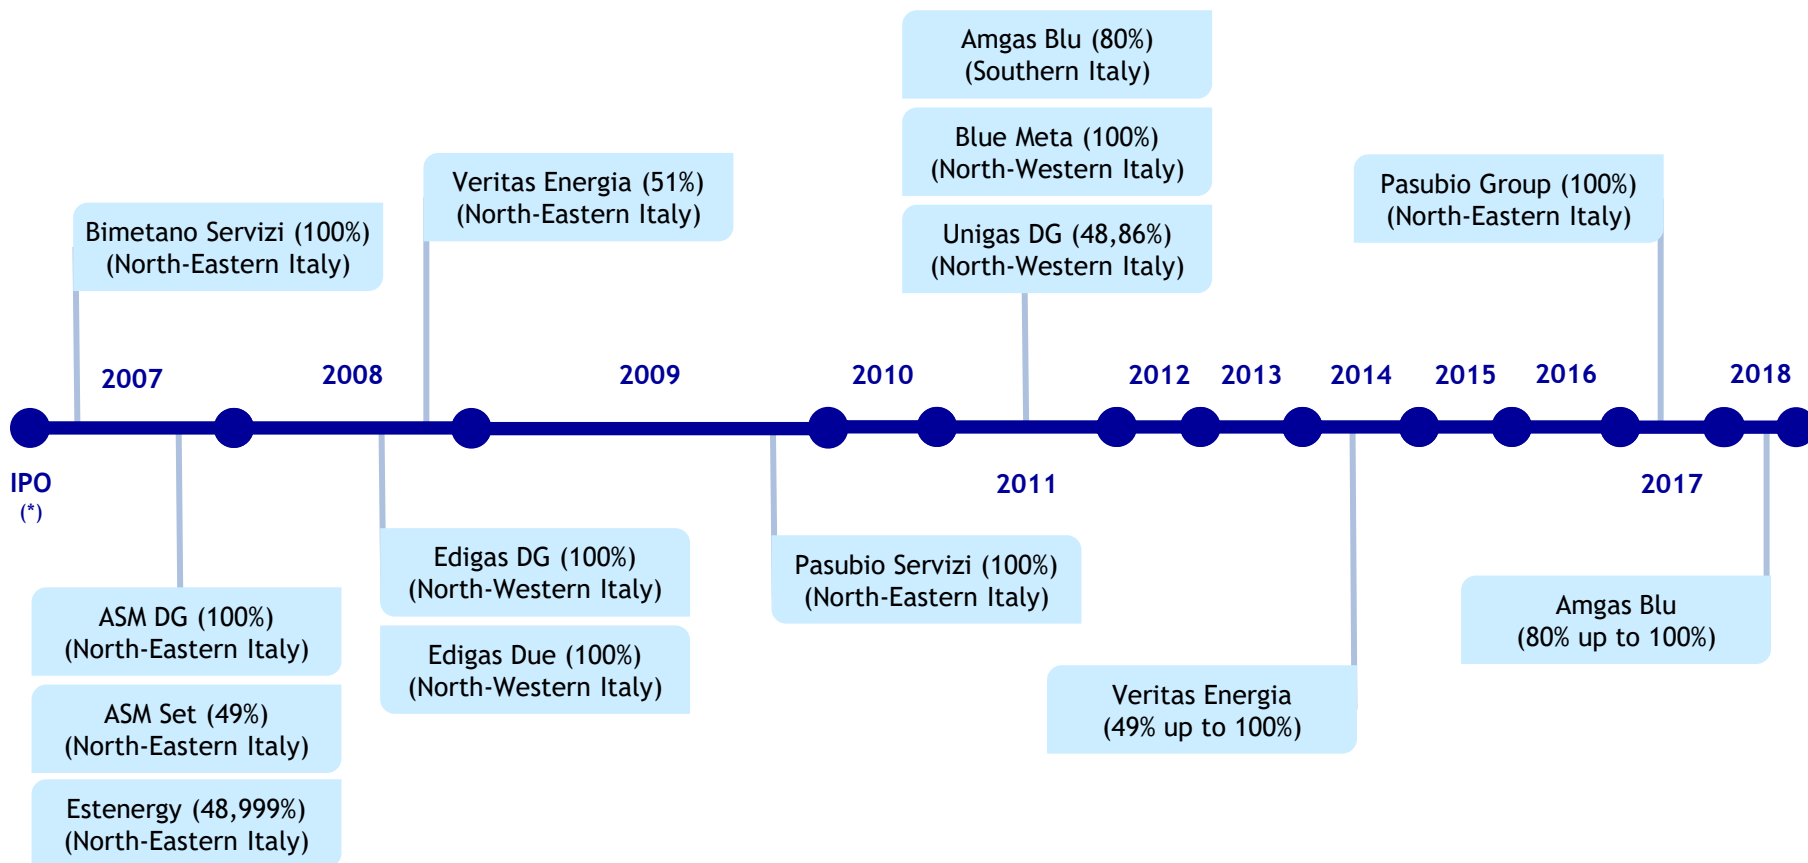 Amgas Blu (80%)
(Southern Italy)
Blue Meta (100%)
(North-Western Italy)
Unigas DG (48,86%)
(North-Western Italy)
Veritas Energia (51%)
(North-Eastern Italy)
Pasubio Group (100%)
(North-Eastern Italy)
Bimetano Servizi (100%)
(North-Eastern Italy)
2007
2008
2009
2010
2012
2013
2014
2015
2016
2018
IPO
(*)
2011
2017
Edigas DG (100%)
(North-Western Italy)
Edigas Due (100%)
(North-Western Italy)
Pasubio Servizi (100%)
(North-Eastern Italy)
ASM DG (100%)
(North-Eastern Italy)
ASM Set (49%)
(North-Eastern Italy)
Estenergy (48,999%)
(North-Eastern Italy)
Veritas Energia
(49% up to 100%)
Amgas Blu
(80% up to 100%)